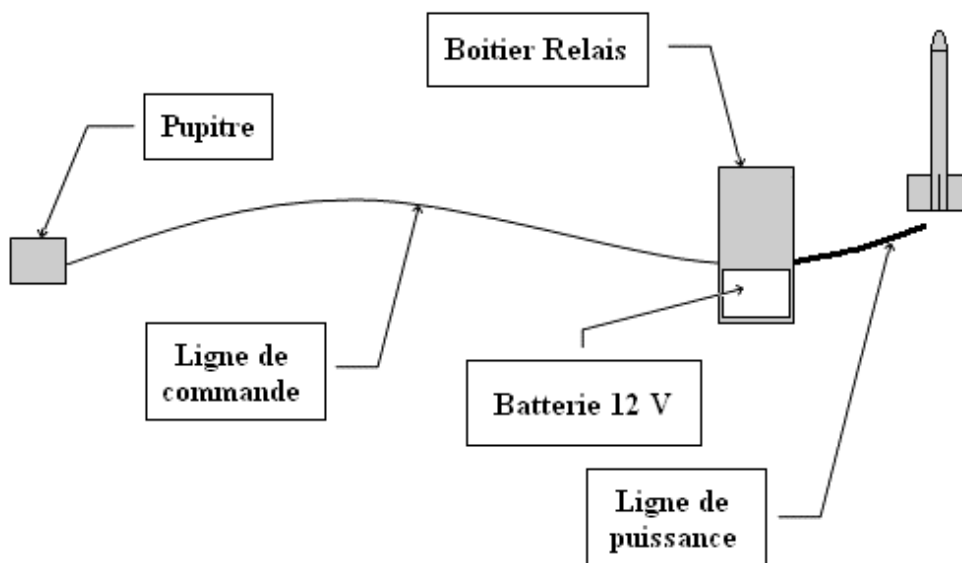 Boitier Relais
Pupitre
Ligne de
commande
Batterie 12 V
Ligne de
puissance